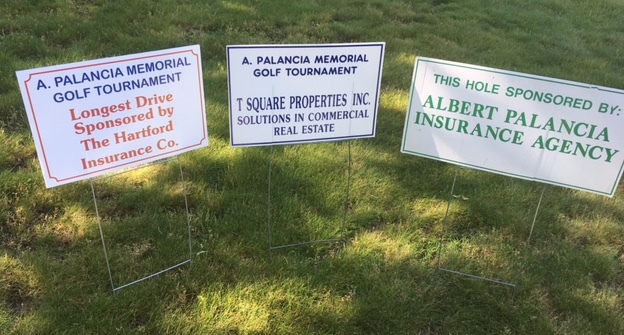 A. PALANCIA MEMORIAL
GOLF TOURNAMENT
Longest Drive
Sponsored by
The Hartford
Insurance Co.
A. PALANCIA MEMORIAL
GOLF TOURNAMENT
T SQUARE PROPERTIES INC.
SOLUTIONS IN COMMERCIAL
REAL ESTATE
THIS HOLE SPONSORED BY:
ALBERT PALANCIA
INSURANCE AGENCY